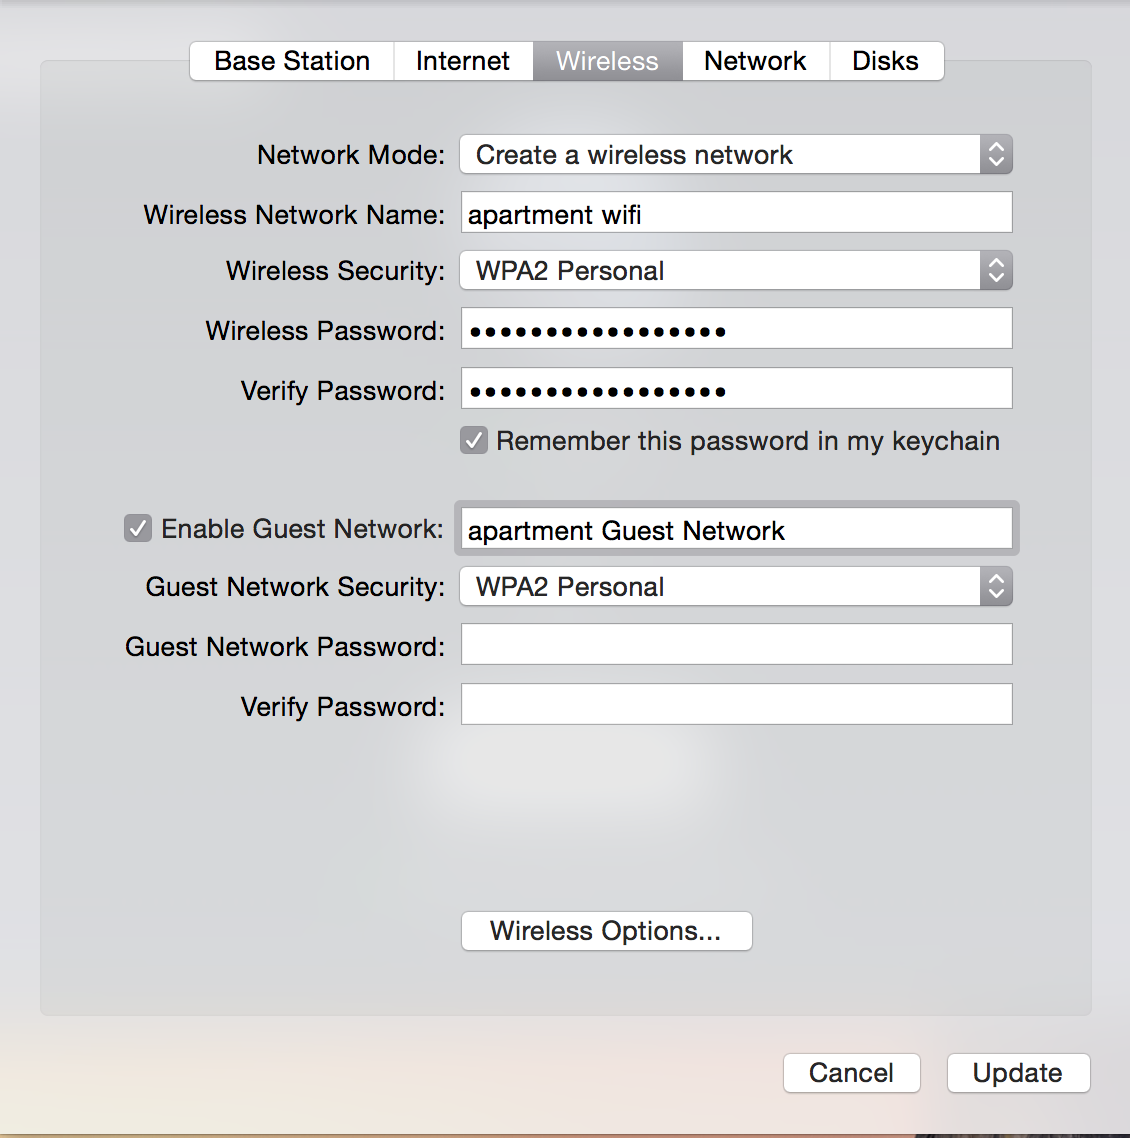 Base Station Internet Wireless Network Disks
Network Mode: Create a wireless network
Wireless Network Name: apartment wifi
Wireless Security: WPA2 Personal
Wireless Password: •••••••••••••••••
Verify Password: •••••••••••••••••
Remember this password in my keychain
Enable Guest Network: apartment Guest Network
Guest Network Security: WPA2 Personal
Guest Network Password:
Verify Password:
Wireless Options...
Cancel Update